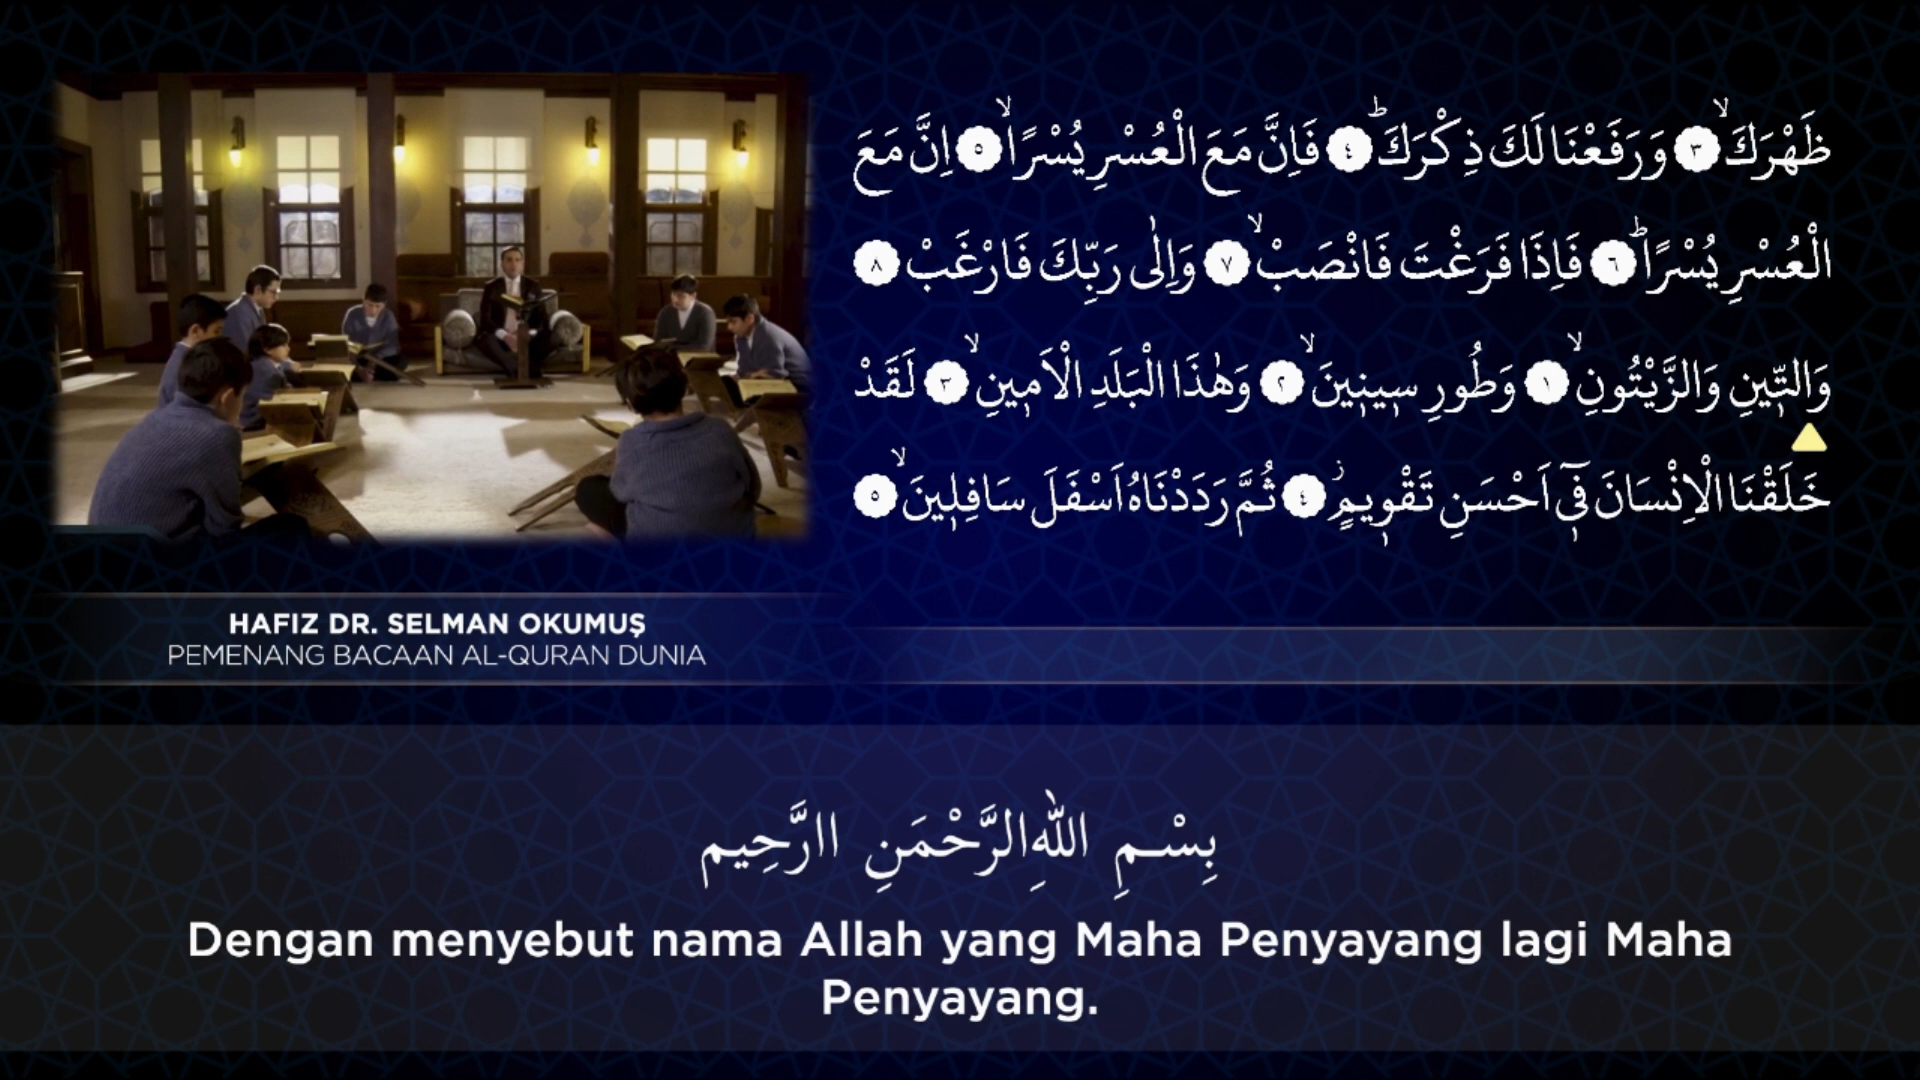 ظَهْرَكَۙ ﴿٣﴾ وَرَفَعْنَا لَكَ ذِكْرَكَۜ ﴿٤﴾ فَاِنَّ مَعَ الْعُسْرِ يُسْرًاۙ ﴿٥﴾ اِنَّ مَعَ
الْعُسْرِ يُسْرًاۜ ﴿٦﴾ فَاِذَا فَرَغْتَ فَانْصَبْۙ ﴿٧﴾ وَاِلٰى رَبِّكَ فَارْغَبْ ﴿٨﴾
وَالتّ۪ينِ وَالزَّيْتُونِۙ ﴿١﴾ وَطُورِ س۪ين۪ينَۙ ﴿٢﴾ وَهٰذَا الْبَلَدِ الْاَم۪ينِۙ ﴿٣﴾ لَقَدْ
خَلَقْنَا الْاِنْسَانَ ف۪ٓي اَحْسَنِ تَقْو۪يمٍۘ ﴿٤﴾ ثُمَّ رَدَدْنَاهُ اَسْفَلَ سَافِل۪ينَۙ ﴿٥﴾
HAFIZ DR. SELMAN OKUMUŞ
PEMENANG BACAAN AL-QURAN DUNIA
بِسْـمِ اللّٰهِ الرَّحْمَنِ اارَّحِيم
Dengan menyebut nama Allah yang Maha Penyayang lagi Maha
Penyayang.